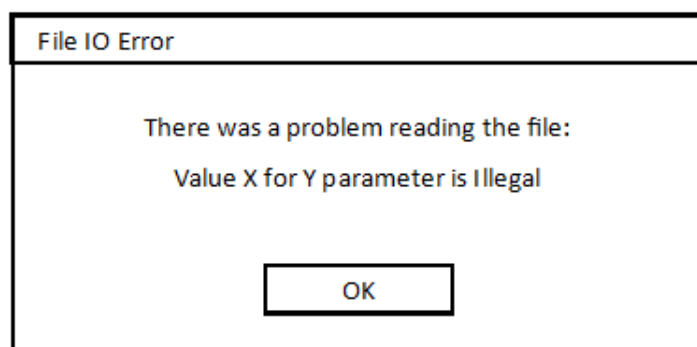 File IO Error
There was a problem reading the file:
Value X for Y parameter is Illegal
OK